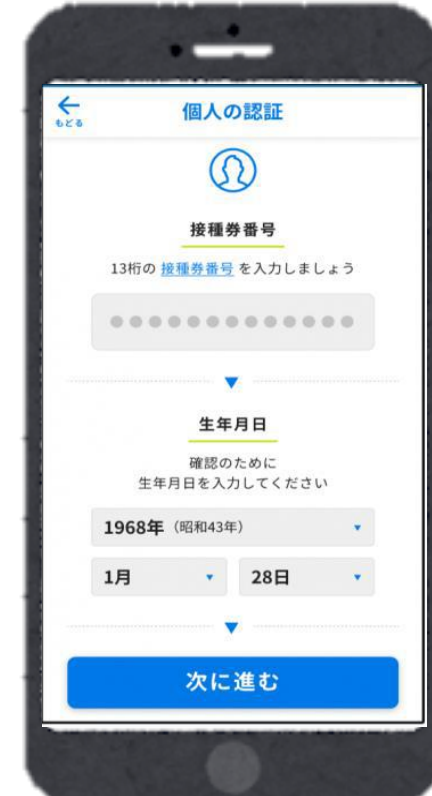 個人の認証
もどる
接種券番号
13桁の 接種券番号 を入力しましょう
生年月日
確認のために
生年月日を入力してください
1968年（昭和43年）
1月
28日
次に進む